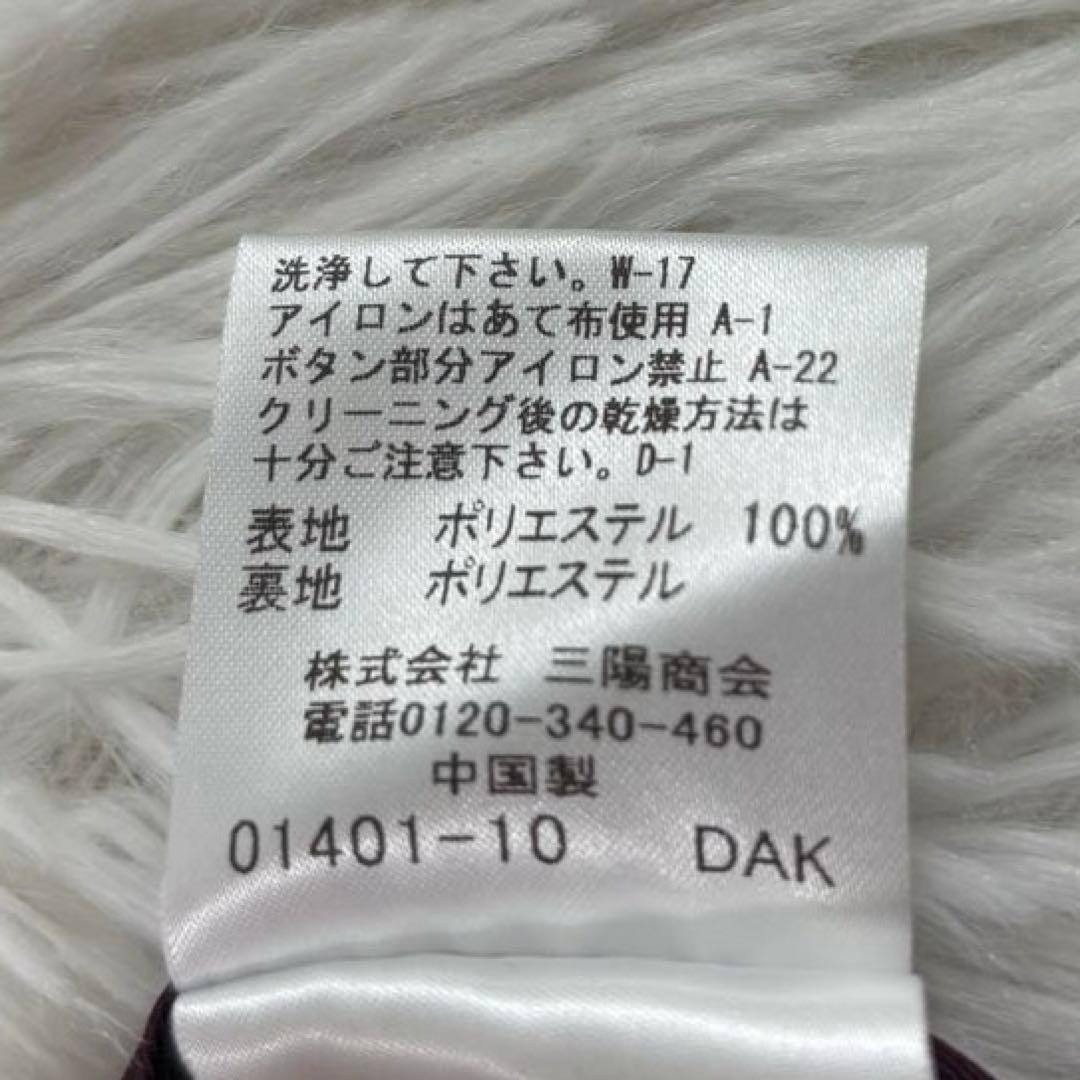 洗浄して下さい。W-17
アイロンはあて布使用 A-1
ボタン部分アイロン禁止 A-22
クリーニング後の乾燥方法は
十分ご注意下さい。D-1
表地 ポリエステル 100%
裏地 ポリエステル
株式会社 三陽商会
電話0120-340-460
中国製
01401-10 DAK